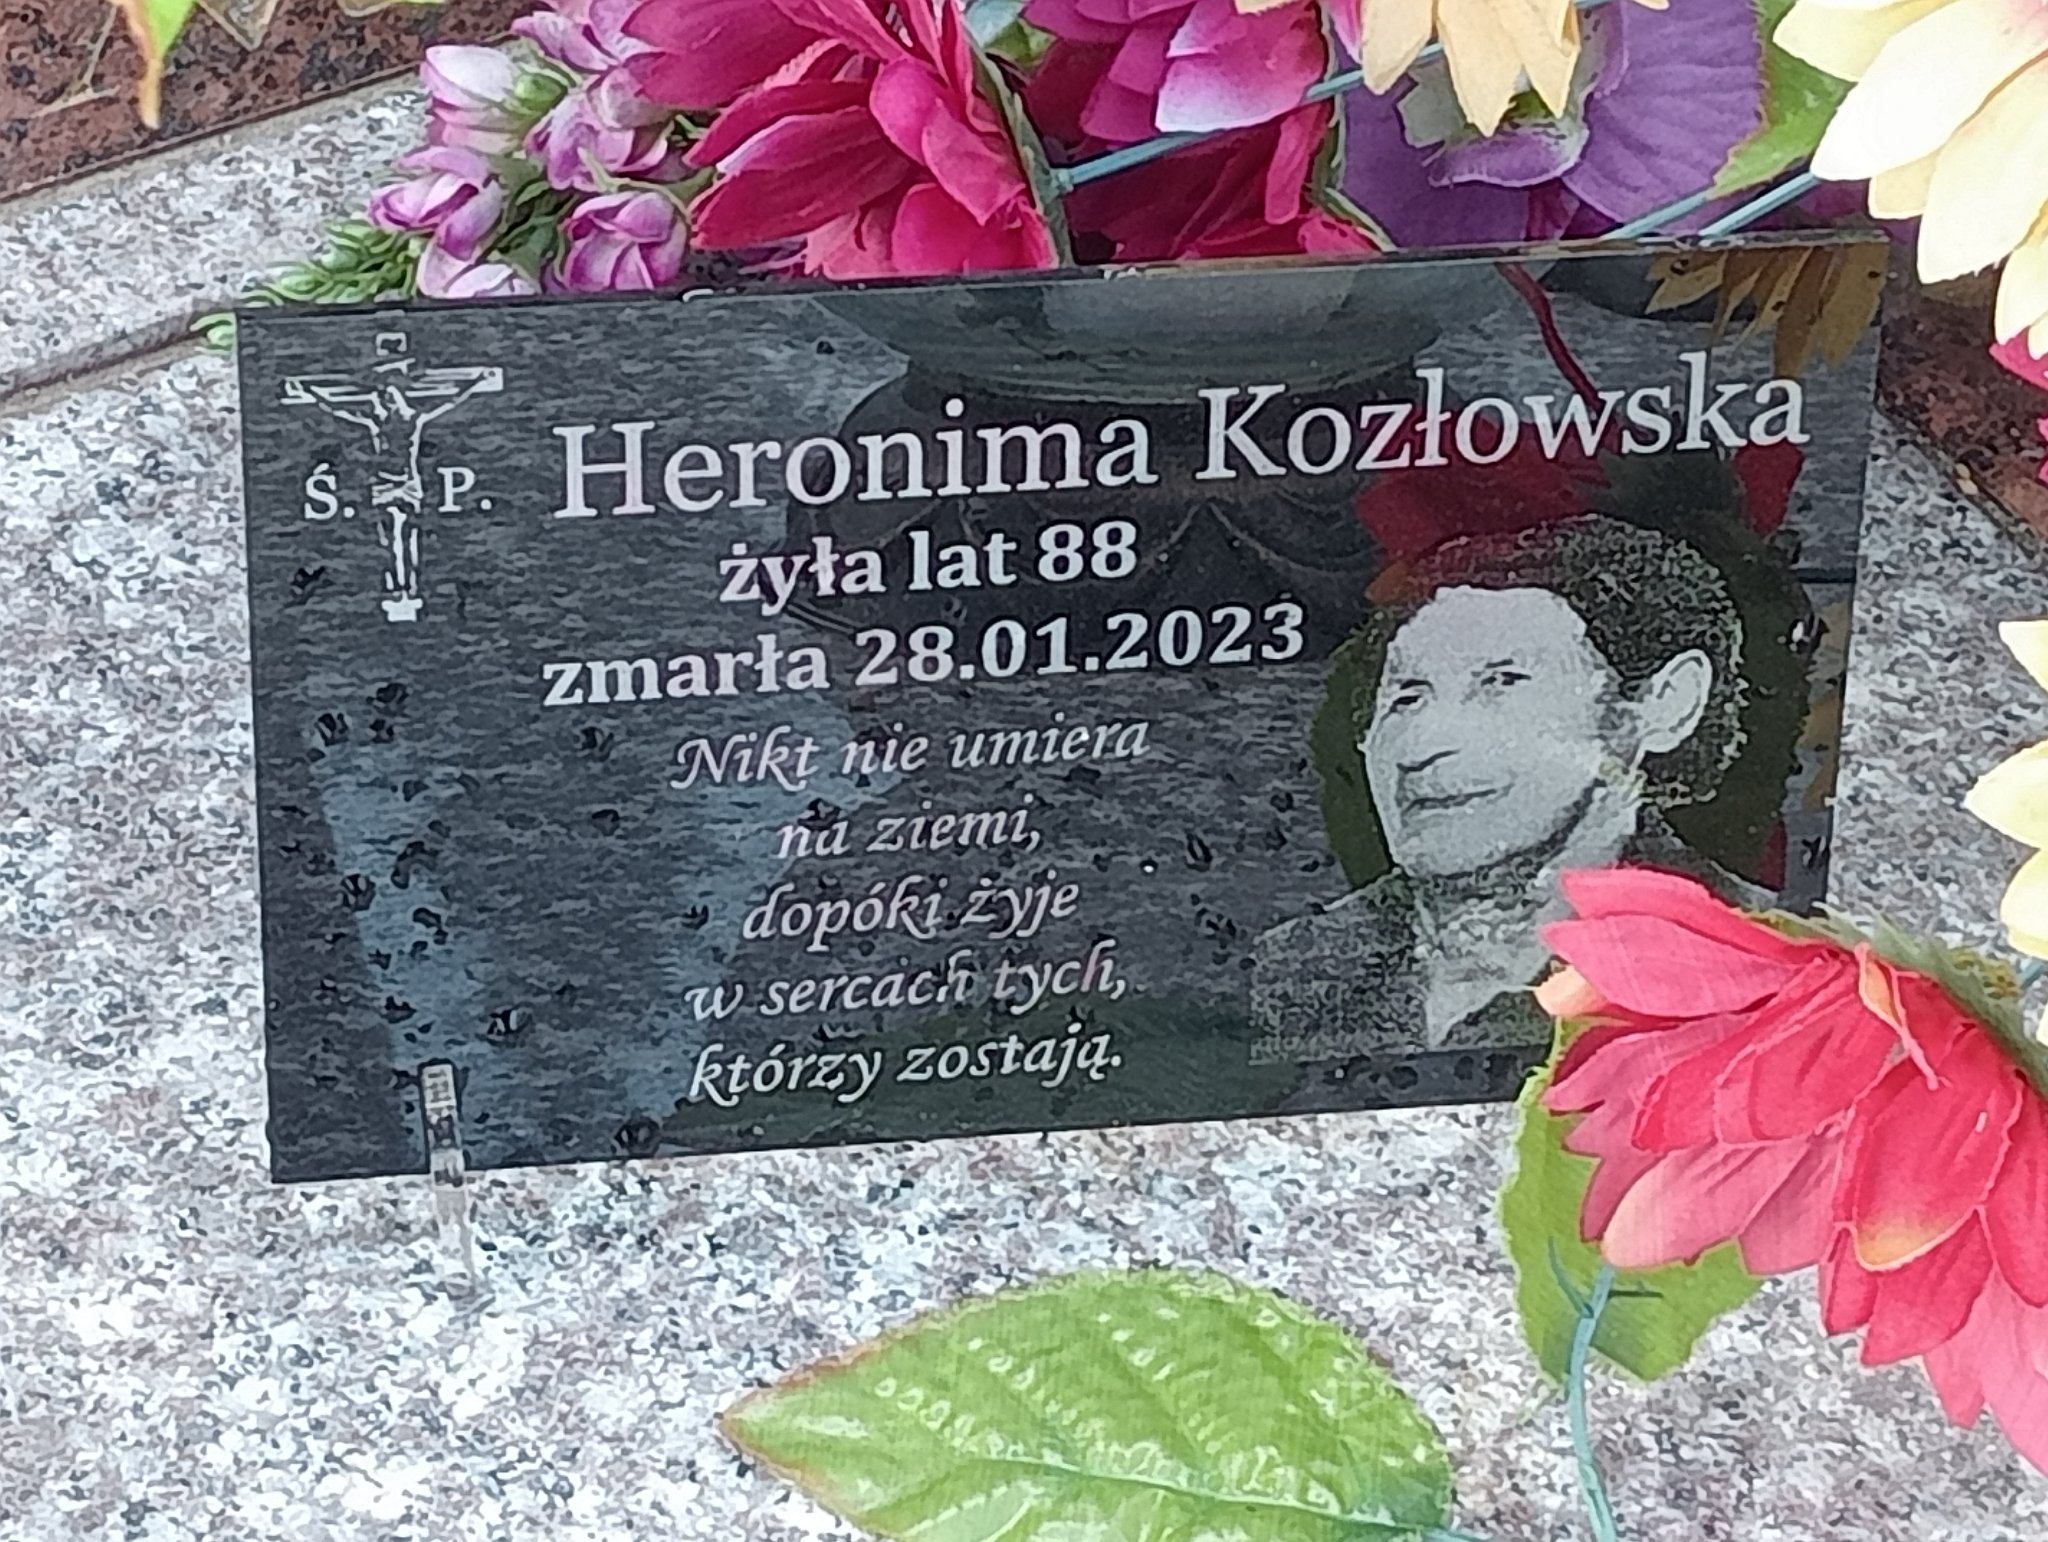 Ś. P.
Heronima Kozłowska
żyła lat 88
zmarła 28.01.2023
Nikt nie umiera
na ziemi,
dopóki żyje
w sercach tych,
którzy zostają.